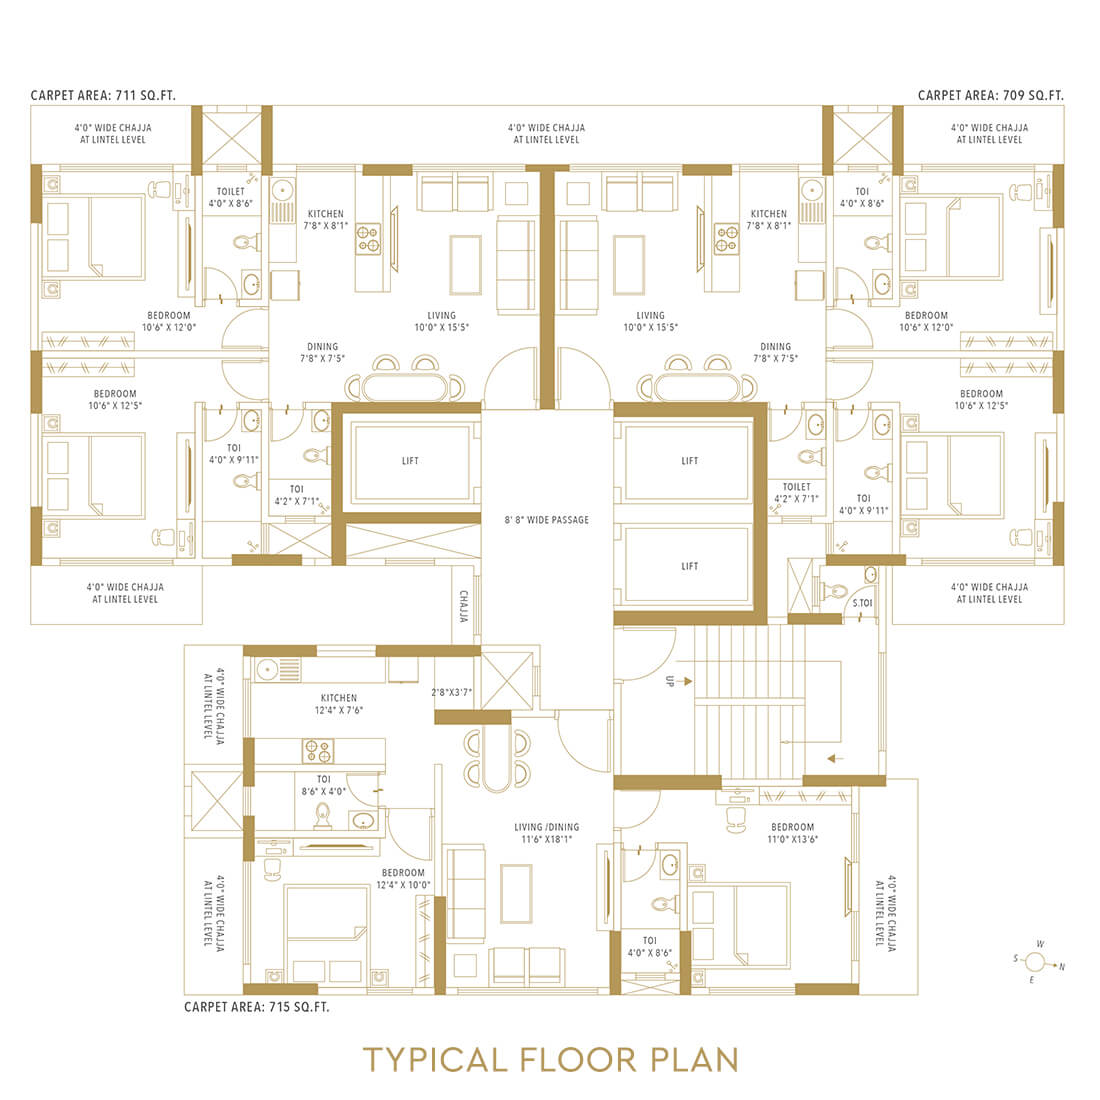 CARPET AREA: 711 SQ.FT.
CARPET AREA: 709 SQ.FT.
4'0" WIDE CHAJJA
AT LINTEL LEVEL
4'0" WIDE CHAJJA
AT LINTEL LEVEL
4'0" WIDE CHAJJA
AT LINTEL LEVEL
TOILET
4'0" X 8'6"
KITCHEN
7'8" X 8'1"
KITCHEN
7'8" X 8'1"
TOI
4'0" X 8'6"
BEDROOM
10'6" X 12'0"
LIVING
10'0" X 15'5"
LIVING
10'0" X 15'5"
BEDROOM
10'6" X 12'0"
DINING
7'8" X 7'5"
DINING
7'8" X 7'5"
BEDROOM
10'6" X 12'5"
BEDROOM
10'6" X 12'5"
TOI
4'0" X 9'11"
TOI
4'2" X 7'1"
LIFT
LIFT
TOILET
4'2" X 7'1"
TOI
4'0" X 9'11"
8' 8" WIDE PASSAGE
LIFT
4'0" WIDE CHAJJA
AT LINTEL LEVEL
CHAJJA
S.TOI
4'0" WIDE CHAJJA
AT LINTEL LEVEL
4'0" WIDE CHAJJA
AT LINTEL LEVEL
KITCHEN
12'4" X 7'6"
2'8"X3'7"
UP
TOI
8'6" X 4'0"
LIVING /DINING
11'6" X18'1"
BEDROOM
11'0" X13'6"
BEDROOM
12'4" X 10'0"
4'0" WIDE CHAJJA
AT LINTEL LEVEL
4'0" WIDE CHAJJA
AT LINTEL LEVEL
TOI
4'0" X 8'6"
W
S
N
E
CARPET AREA: 715 SQ.FT.
TYPICAL FLOOR PLAN